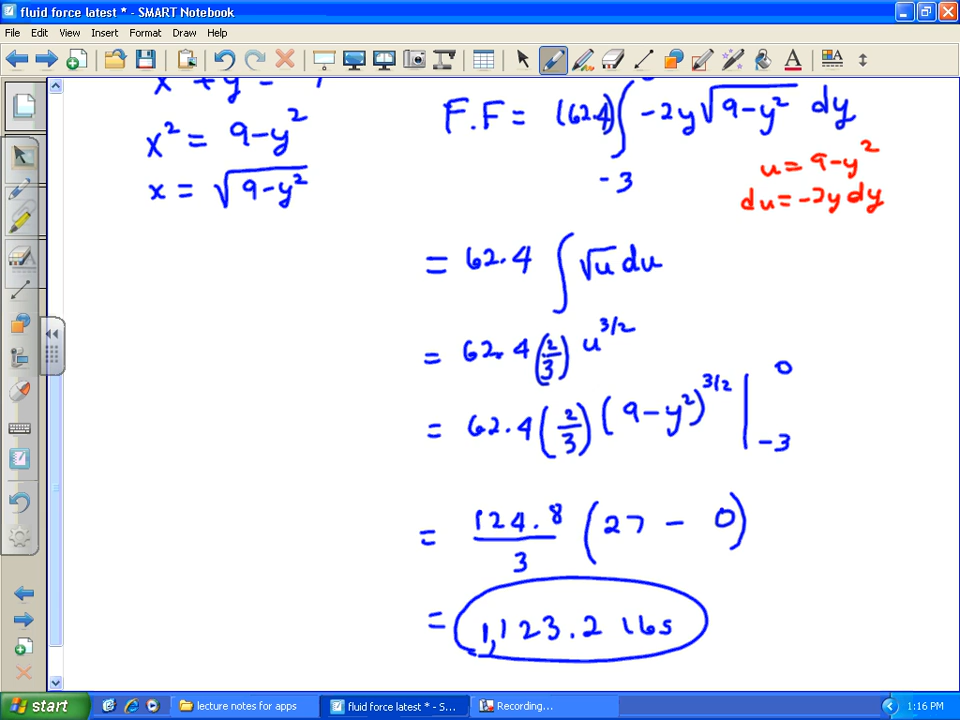 fluid force latest * - SMART Notebook
File Edit View Insert Format Draw Help
x² = 9-y²
x = √(9-y²)
F.F = (62.4) ∫ -2y √(9-y²) dy
-3
u = 9-y²
du = -2y dy
= 62.4 ∫ √u du
= 62.4 (2/3) u^3/2
= 62.4 (2/3) (9-y²)^3/2 | 0
-3
= 124.8/3 (27 - 0)
= 1,123.2 lbs
start lecture notes for apps fluid force latest * - S... Recording... 1:16 PM